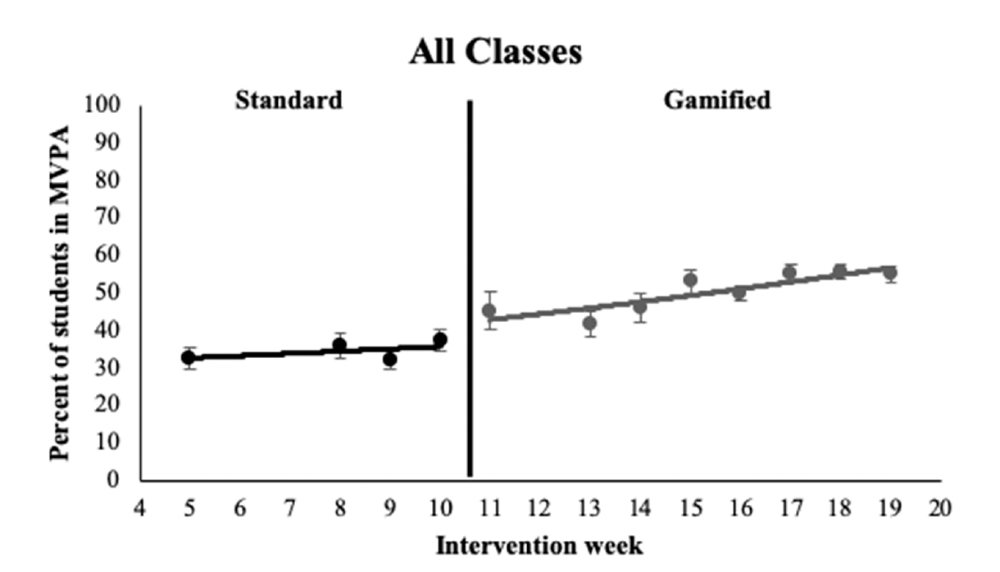 All Classes
Standard
Gamified
Percent of students in MVPA
100
90
80
70
60
50
40
30
20
10
0
4 5 6 7 8 9 10 11 12 13 14 15 16 17 18 19 20
Intervention week